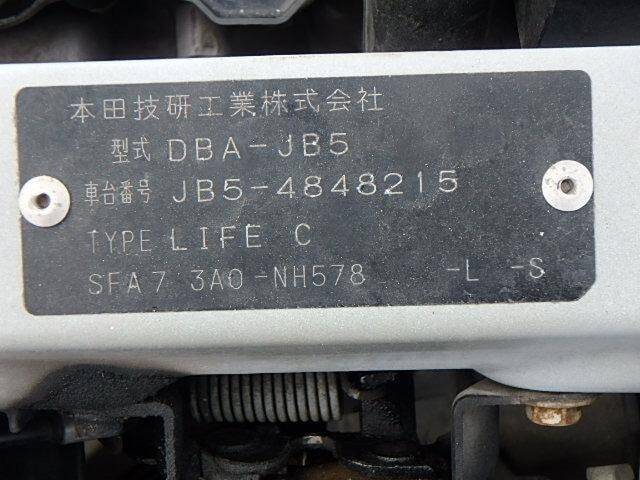 本田技研工業株式会社
型式 DBA-JB5
車台番号 JB5-4848215
TYPE LIFE C
SFA7 3A0-NH578 -L -S